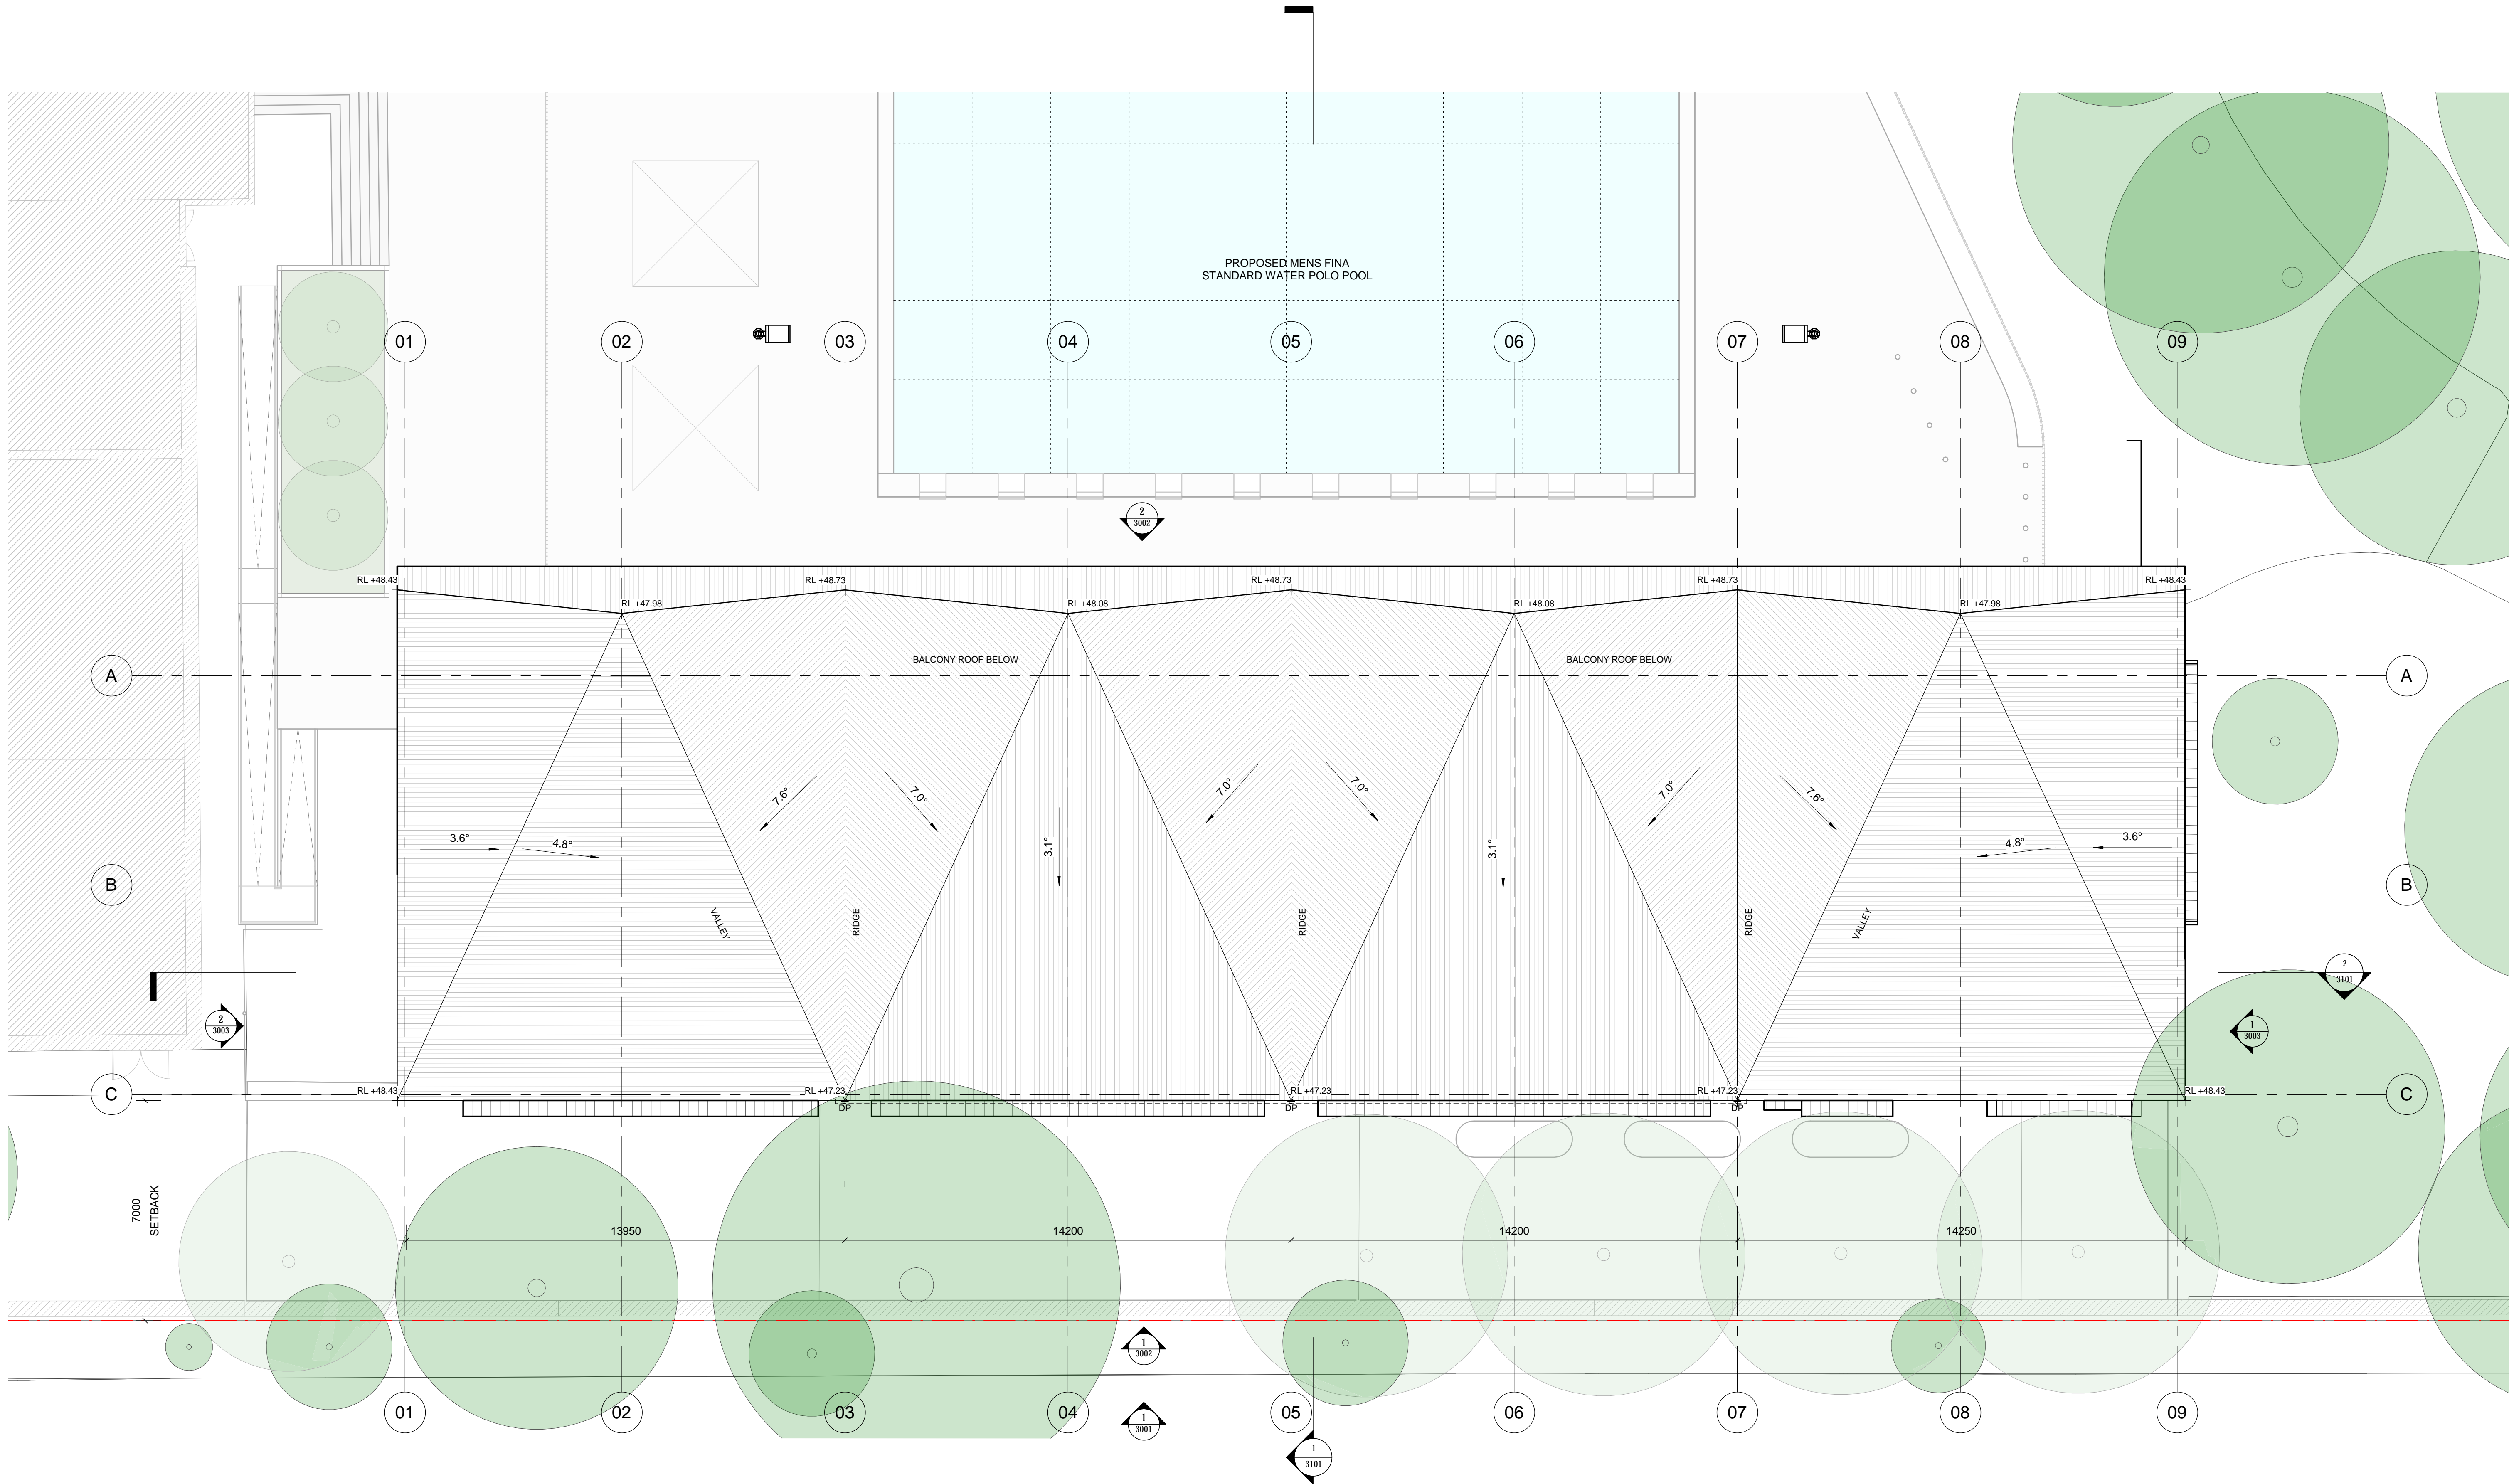 PROPOSED MENS FINA
STANDARD WATER POLO POOL
01
02
03
04
05
06
07
08
09
2
3002
RL +48.43
RL +48.73
RL +48.73
RL +48.73
RL +48.43
RL +47.98
RL +48.08
RL +48.08
RL +47.98
BALCONY ROOF BELOW
BALCONY ROOF BELOW
A
A
7.6°
7.0°
7.0°
7.0°
7.0°
7.6°
3.6°
4.8°
3.1°
3.1°
4.8°
3.6°
B
B
VALLEY
RIDGE
RIDGE
RIDGE
VALLEY
2
3101
2
3003
1
3003
C
C
RL +48.43
RL +47.23
RL +47.23
RL +47.23
RL +48.43
DP
DP
DP
7000
SETBACK
13950
14200
14200
14250
1
3002
01
02
03
04
05
06
07
08
09
1
3001
1
3101